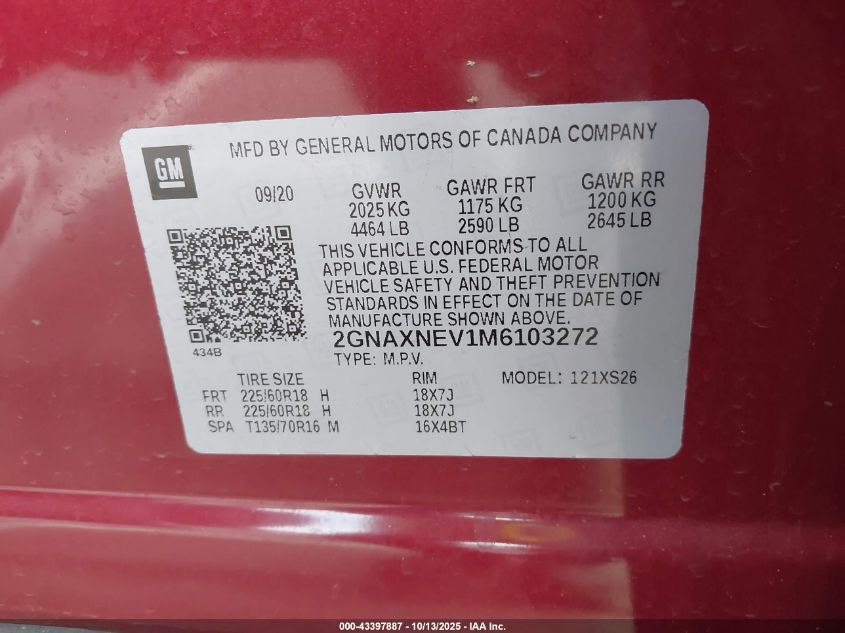 GM
MFD BY GENERAL MOTORS OF CANADA COMPANY
09/20 GVWR GAWR FRT GAWR RR
2025 KG 1175 KG 1200 KG
4464 LB 2590 LB 2645 LB
THIS VEHICLE CONFORMS TO ALL
APPLICABLE U.S. FEDERAL MOTOR
VEHICLE SAFETY AND THEFT PREVENTION
STANDARDS IN EFFECT ON THE DATE OF
MANUFACTURE SHOWN ABOVE.
434B
2GNAXNEV1M6103272
TYPE: M.P.V.
TIRE SIZE RIM MODEL: 121XS26
FRT 225/60R18 H 18X7J
RR 225/60R18 H 18X7J
SPA T135/70R16 M 16X4BT
000-43397887 - 10/13/2025 - IAA Inc.